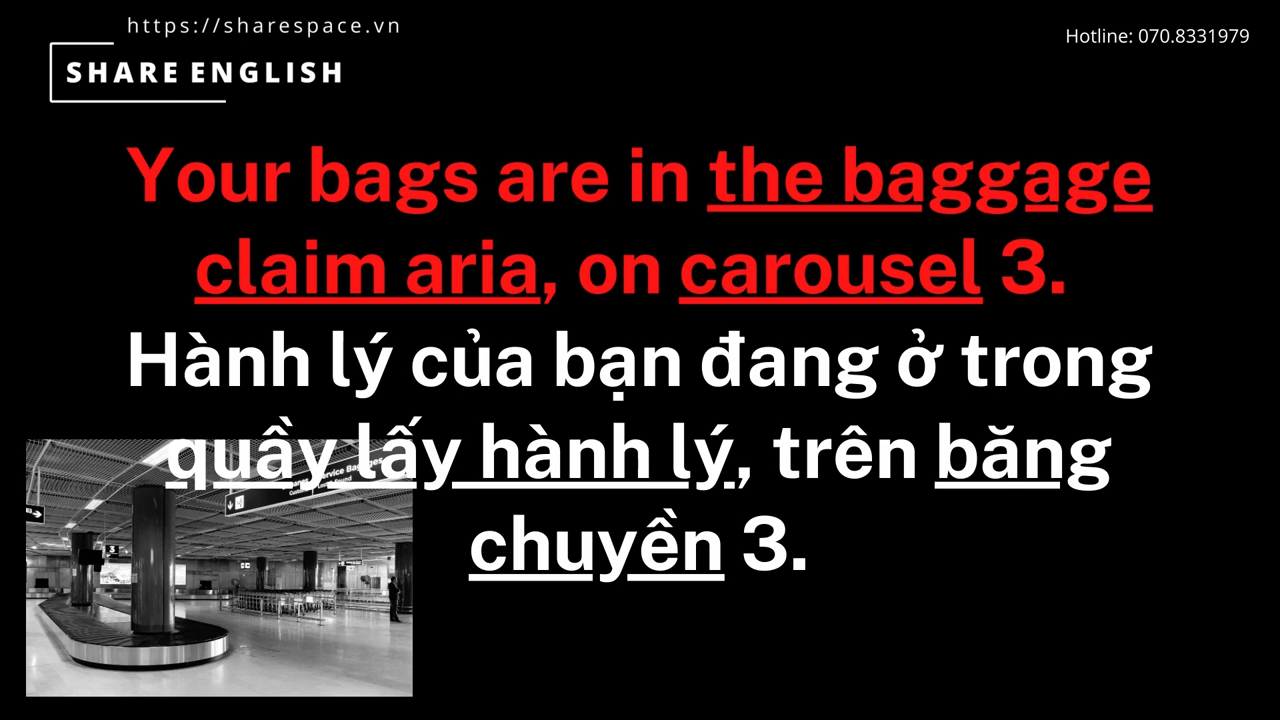 https://sharespace.vn
Hotline: 070.8331979
SHARE ENGLISH
Your bags are in the baggage
claim aria, on carousel 3.
Hành lý của bạn đang ở trong
quầy lấy hành lý, trên băng
chuyền 3.
3